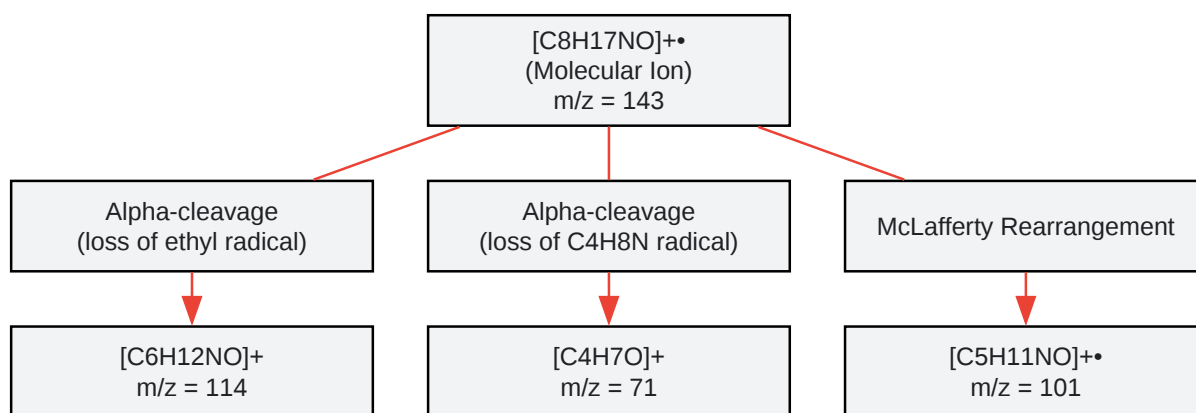 [C8H17NO]+•
(Molecular Ion)
m/z = 143
Alpha-cleavage
(loss of ethyl radical)
Alpha-cleavage
(loss of C4H8N radical)
McLafferty Rearrangement
[C6H12NO]+
m/z = 114
[C4H7O]+
m/z = 71
[C5H11NO]+•
m/z = 101